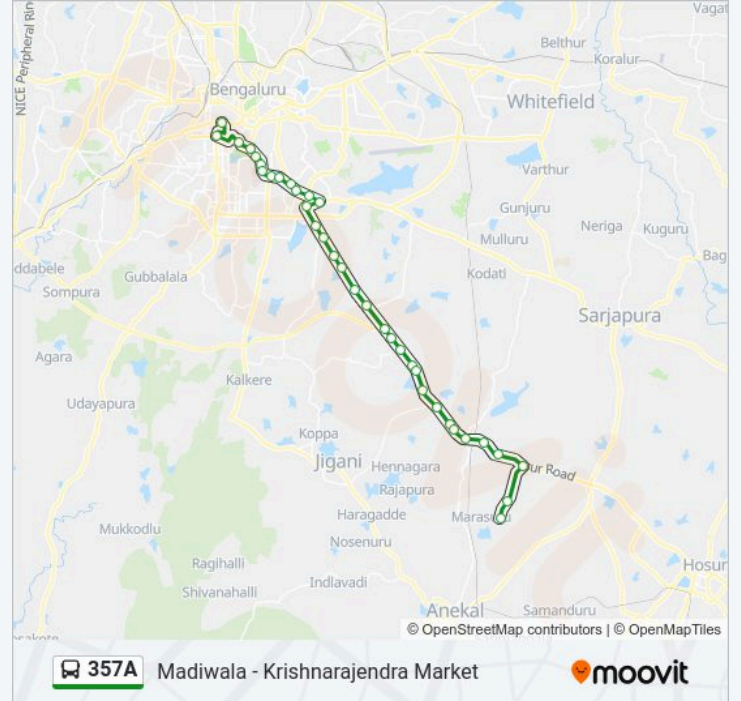 NICE Peripheral Rin
Vagat
Belthur
Koralur
Bengaluru
Whitefield
Varthur
Gunjuru
Neriga
Kuguru
Mulluru
Bag
ddabele
Gubbalala
Kodati
Sompura
Sarjapura
Agara
Kalkere
Udayapura
Koppa
Jigani
Hennagara
ur Road
Rajapura
Haragadde
Maras
Mukkodlu
Nosenuru
Ragihalli
Hosur
Indlavadi
Shivanahalli
Anekal
Samanduru
© OpenStreetMap contributors | © OpenMapTiles
357A
Madiwala - Krishnarajendra Market
moovit